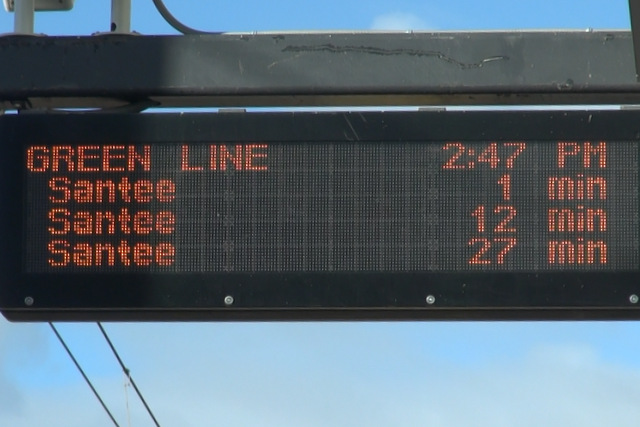 GREEN LINE 2:47 PM
Santee 1 min
Santee 12 min
Santee 27 min